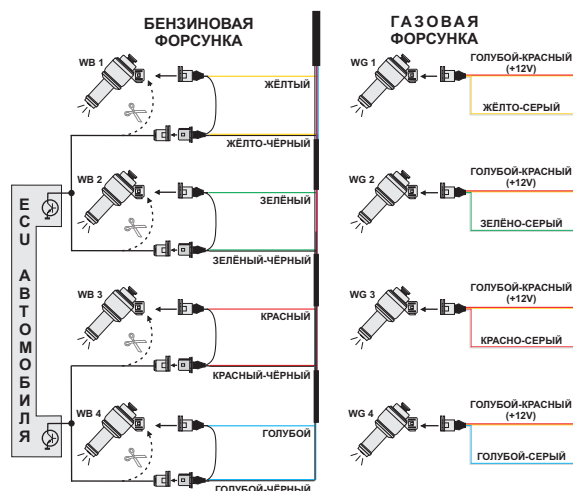 БЕНЗИНОВАЯ
ФОРСУНКА
WB 1
ЖЁЛТЫЙ
ЖЁЛТО-ЧЁРНЫЙ
WB 2
ЗЕЛЁНЫЙ
ЗЕЛЁНЫЙ-ЧЁРНЫЙ
WB 3
КРАСНЫЙ
КРАСНЫЙ-ЧЁРНЫЙ
WB 4
ГОЛУБОЙ
ГОЛУБОЙ-ЧЁРНЫЙ
ECU АВТОМОБИЛЯ
ГАЗОВАЯ
ФОРСУНКА
WG 1
ГОЛУБОЙ-КРАСНЫЙ
(+12V)
ЖЁЛТО-СЕРЫЙ
WG 2
ГОЛУБОЙ-КРАСНЫЙ
(+12V)
ЗЕЛЁНО-СЕРЫЙ
WG 3
ГОЛУБОЙ-КРАСНЫЙ
(+12V)
КРАСНО-СЕРЫЙ
WG 4
ГОЛУБОЙ-КРАСНЫЙ
(+12V)
ГОЛУБОЙ-СЕРЫЙ